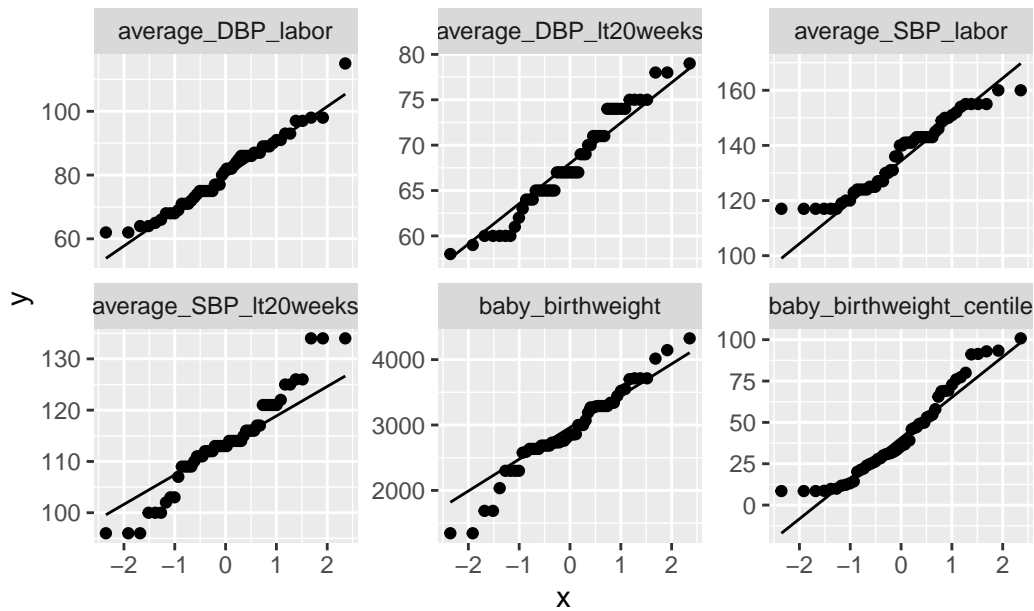 average_DBP_labor
average_DBP_lt20weeks
average_SBP_labor
100
80
60
80
75
70
65
60
160
140
120
100
average_SBP_lt20weeks
baby_birthweight
baby_birthweight_centile
130
120
110
100
4000
3000
2000
100
75
50
25
0
−2 −1 0 1 2
−2 −1 0 1 2
−2 −1 0 1 2
y
x